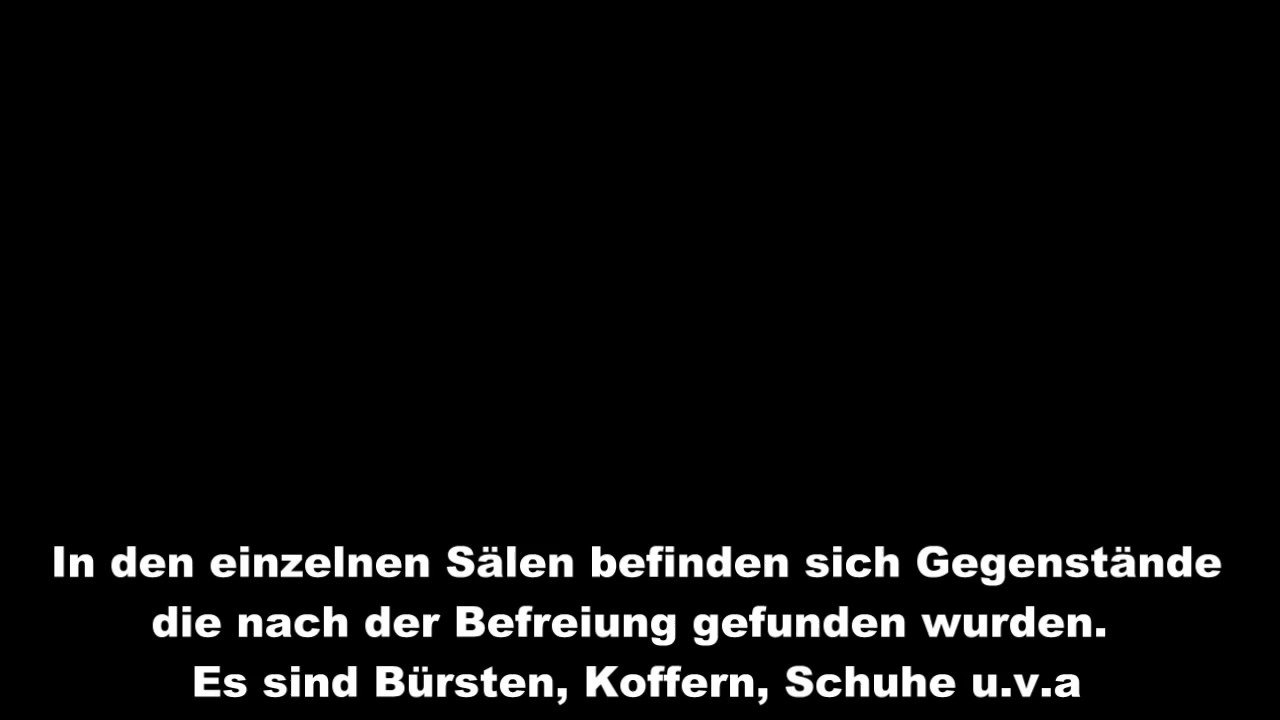 In den einzelnen Sälen befinden sich Gegenstände
die nach der Befreiung gefunden wurden.
Es sind Bürsten, Koffern, Schuhe u.v.a